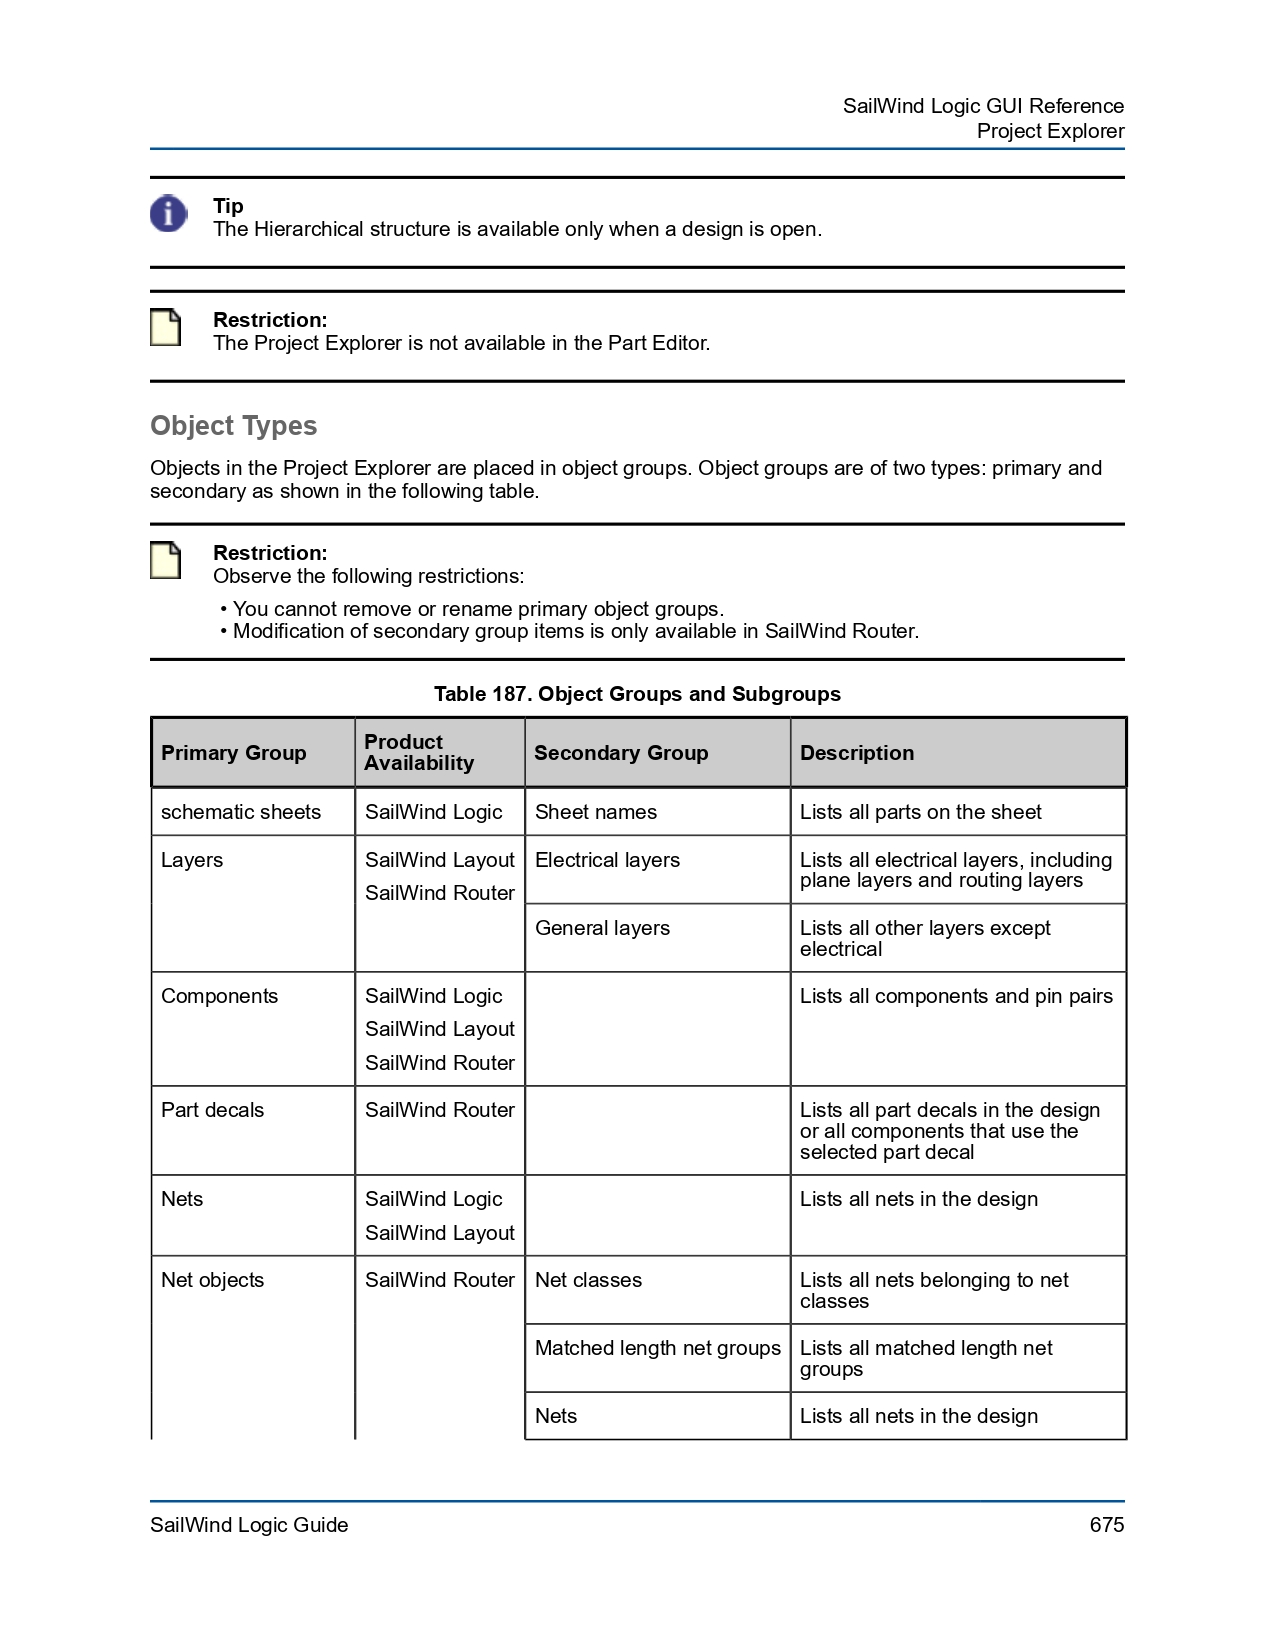 SailWind Logic GUI Reference
Project Explorer
Tip
The Hierarchical structure is available only when a design is open.
Restriction:
The Project Explorer is not available in the Part Editor.
Object Types
Objects in the Project Explorer are placed in object groups. Object groups are of two types: primary and
secondary as shown in the following table.
Restriction:
Observe the following restrictions:
• You cannot remove or rename primary object groups.
• Modification of secondary group items is only available in SailWind Router.
Table 187. Object Groups and Subgroups
Primary Group
Product
Availability
Secondary Group
Description
schematic sheets
SailWind Logic
Sheet names
Lists all parts on the sheet
Layers
SailWind Layout
SailWind Router
Electrical layers
Lists all electrical layers, including
plane layers and routing layers
General layers
Lists all other layers except
electrical
Components
SailWind Logic
SailWind Layout
SailWind Router
Lists all components and pin pairs
Part decals
SailWind Router
Lists all part decals in the design
or all components that use the
selected part decal
Nets
SailWind Logic
SailWind Layout
Lists all nets in the design
Net objects
SailWind Router
Net classes
Lists all nets belonging to net
classes
Matched length net groups
Lists all matched length net
groups
Nets
Lists all nets in the design
SailWind Logic Guide
675